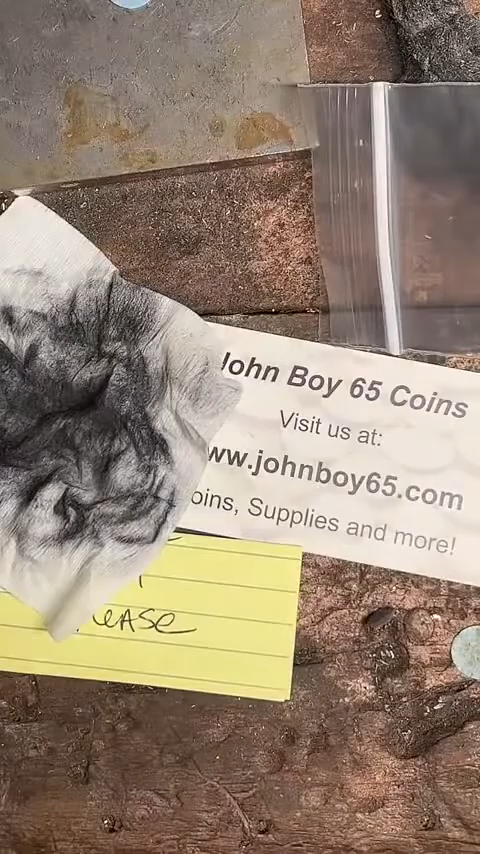 John Boy 65 Coins
Visit us at:
ww.johnboy65.com
oins, Supplies and more!
ease